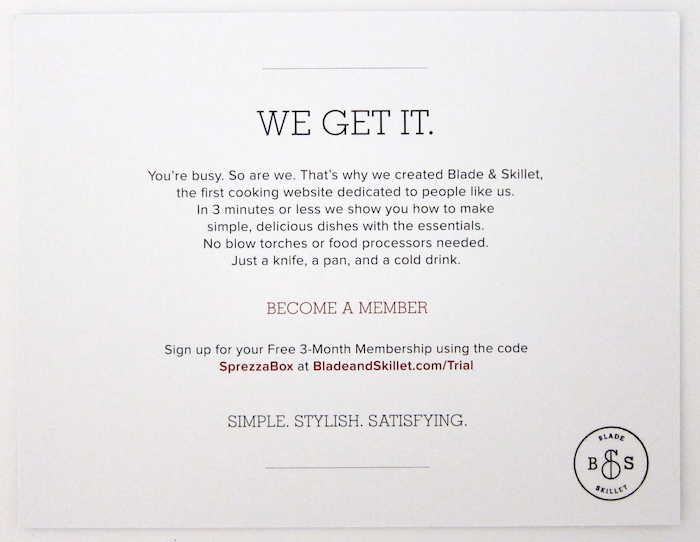 WE GET IT.
You're busy. So are we. That's why we created Blade & Skillet,
the first cooking website dedicated to people like us.
In 3 minutes or less we show you how to make
simple, delicious dishes with the essentials.
No blow torches or food processors needed.
Just a knife, a pan, and a cold drink.
BECOME A MEMBER
Sign up for your Free 3-Month Membership using the code
SprezzaBox at BladeandSkillet.com/Trial
SIMPLE. STYLISH. SATISFYING.
BLADE
B & S
SKILLET